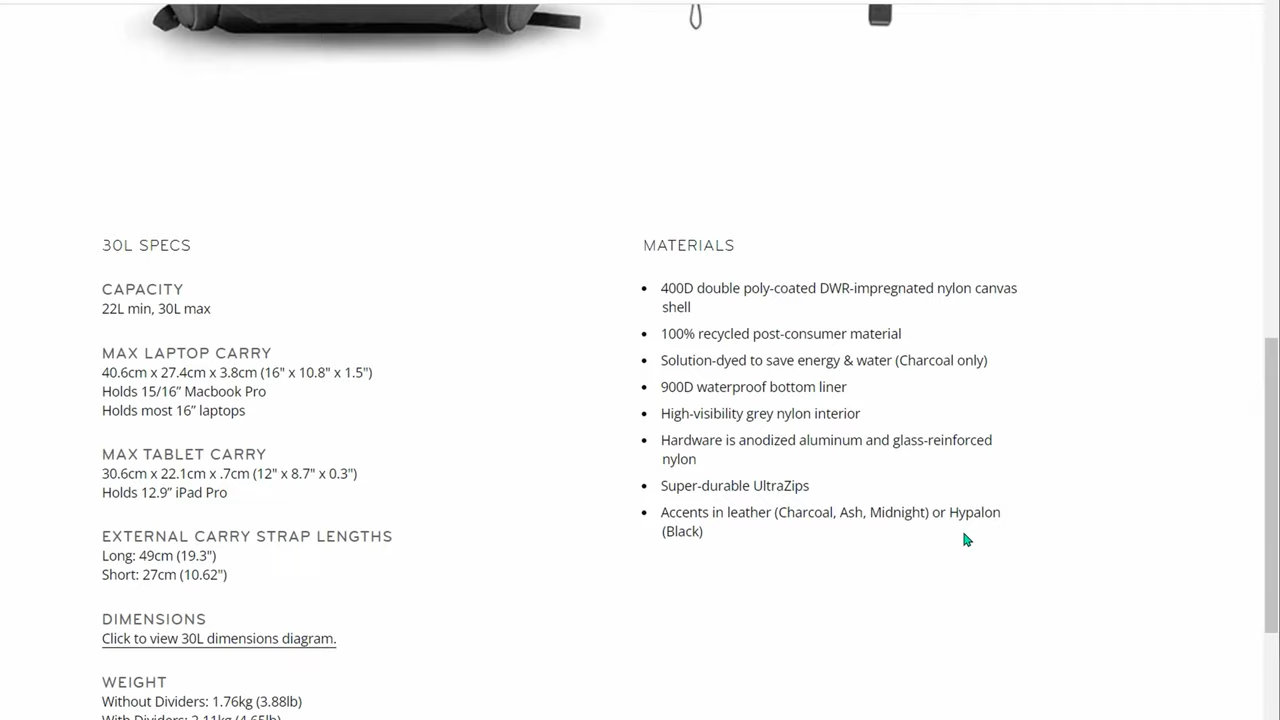 30L SPECS
CAPACITY
22L min, 30L max
MAX LAPTOP CARRY
40.6cm x 27.4cm x 3.8cm (16" x 10.8" x 1.5")
Holds 15/16” Macbook Pro
Holds most 16” laptops
MAX TABLET CARRY
30.6cm x 22.1cm x .7cm (12" x 8.7" x 0.3")
Holds 12.9” iPad Pro
EXTERNAL CARRY STRAP LENGTHS
Long: 49cm (19.3")
Short: 27cm (10.62")
DIMENSIONS
Click to view 30L dimensions diagram.
WEIGHT
Without Dividers: 1.76kg (3.88lb)
With Dividers: 2.11kg (4.65lb)
MATERIALS
• 400D double poly-coated DWR-impregnated nylon canvas
shell
• 100% recycled post-consumer material
• Solution-dyed to save energy & water (Charcoal only)
• 900D waterproof bottom liner
• High-visibility grey nylon interior
• Hardware is anodized aluminum and glass-reinforced
nylon
• Super-durable UltraZips
• Accents in leather (Charcoal, Ash, Midnight) or Hypalon
(Black)